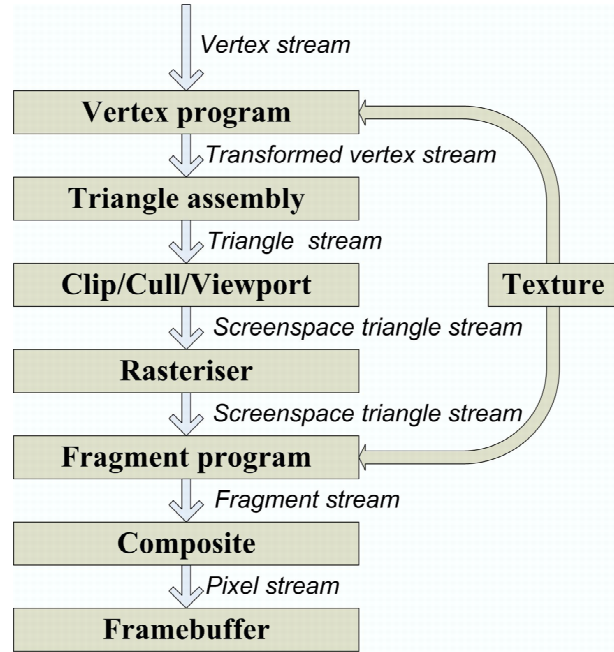 Vertex stream
Vertex program
Transformed vertex stream
Triangle assembly
Triangle stream
Clip/Cull/Viewport
Texture
Screenspace triangle stream
Rasteriser
Screenspace triangle stream
Fragment program
Fragment stream
Composite
Pixel stream
Framebuffer